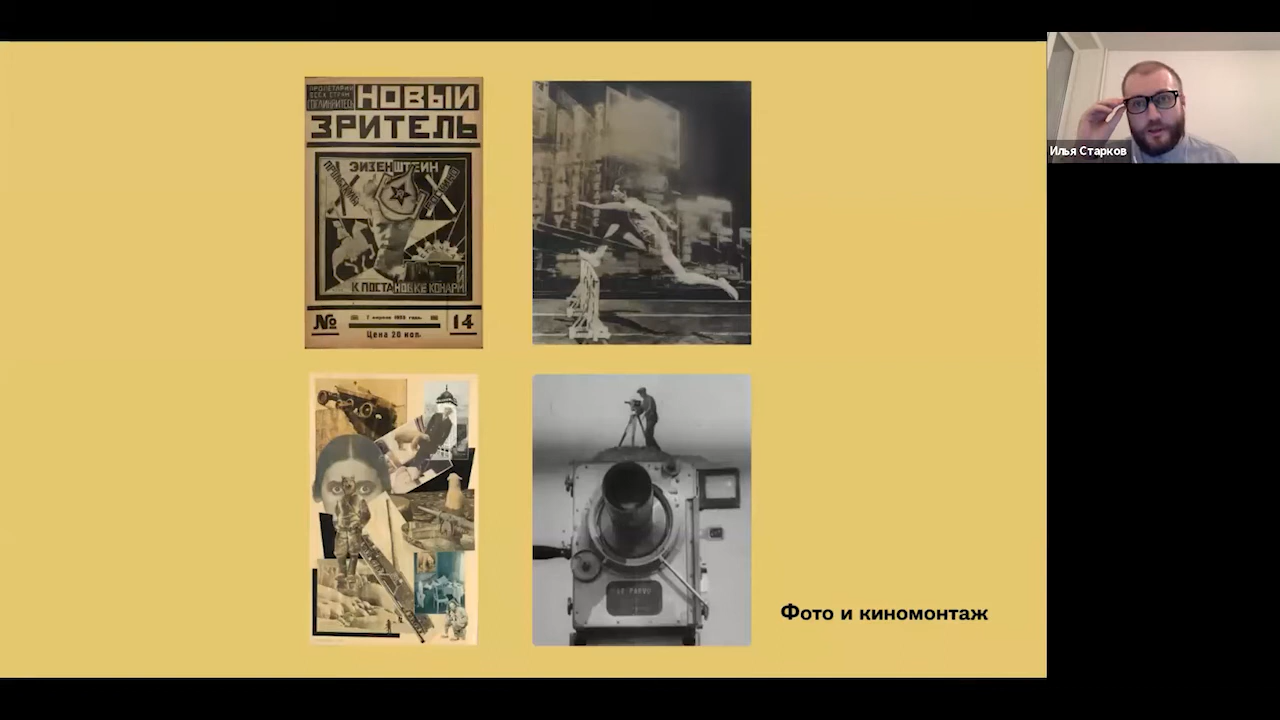 ПРОЛЕТАРИИ
ВСЕХ СТРАН
СОЕДИНЯЙТЕСЬ
НОВЫЙ
ЗРИТЕЛЬ
ЭЙЗЕНШТЕЙН
К ПОСТАНОВКЕ КОНАРМ
№
14
Цена 20 коп.
Фото и киномонтаж
Илья Старков